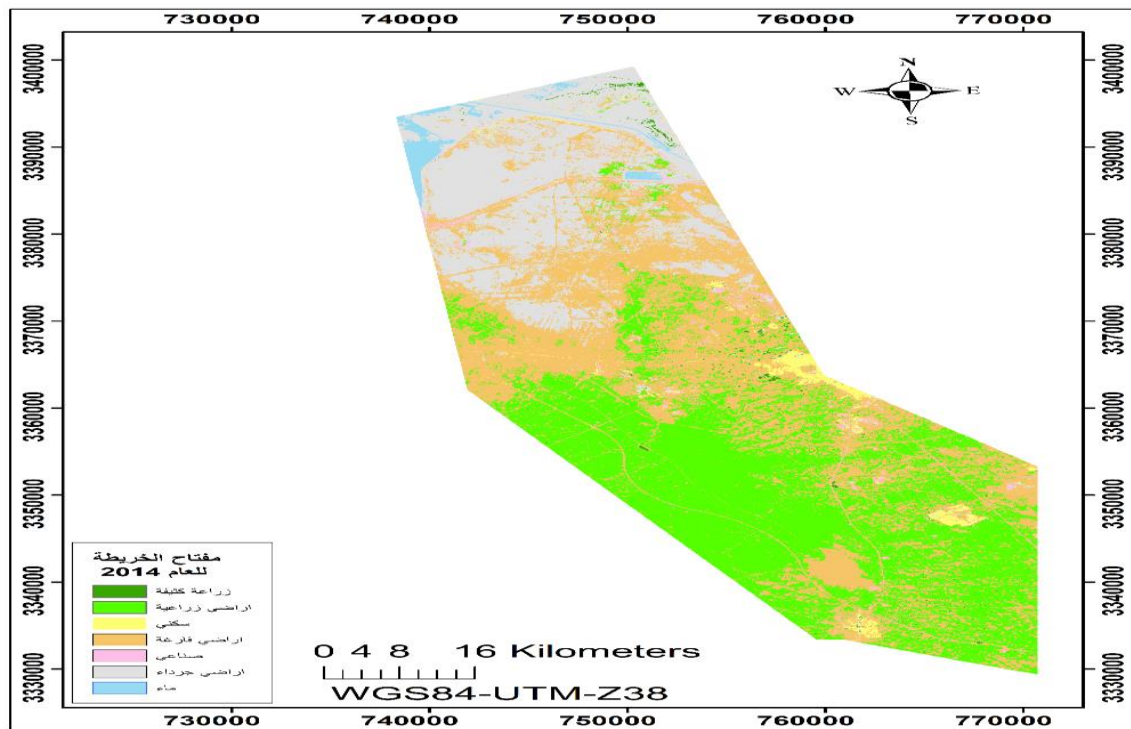 730000 740000 750000 760000 770000
N
W E
S
3400000 3400000
3390000 3390000
3380000 3380000
3370000 3370000
3360000 3360000
3350000 3350000
3340000 3340000
3330000 3330000
مفتاح الخريطة
للعام 2014
زراعة كثيفة
اراضي زراعية
سكني
اراضي فارغة
صناعي
اراضي جرداء
ماء
0 4 8 16 Kilometers
WGS84-UTM-Z38
730000 740000 750000 760000 770000